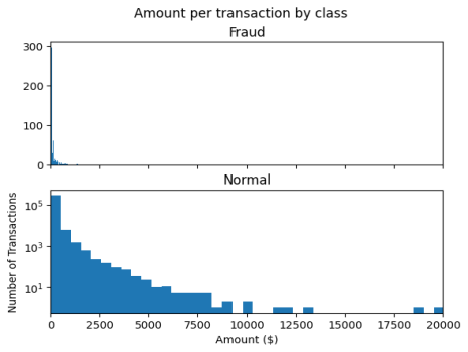 Amount per transaction by class
Fraud
300
200
100
0
Normal
Number of Transactions
10^5
10^3
10^1
0 2500 5000 7500 10000 12500 15000 17500 20000
Amount ($)